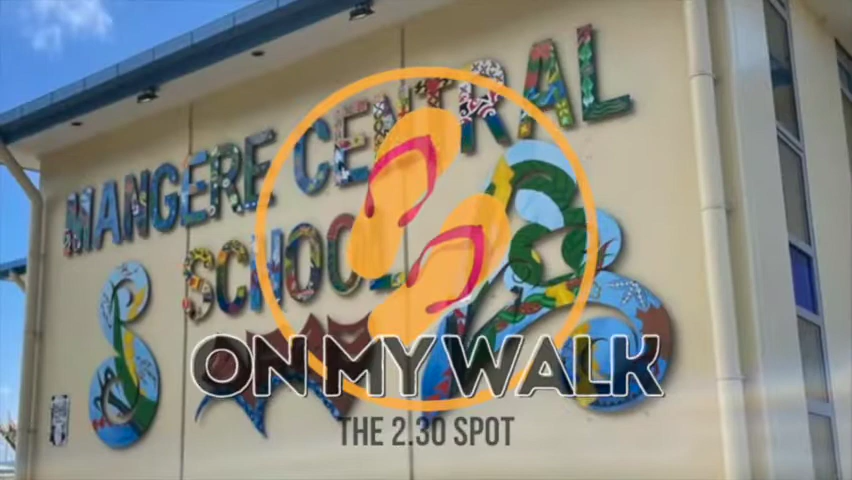 MANGERE CENTRAL
SCHOOL
ON MY WALK
THE 2.30 SPOT